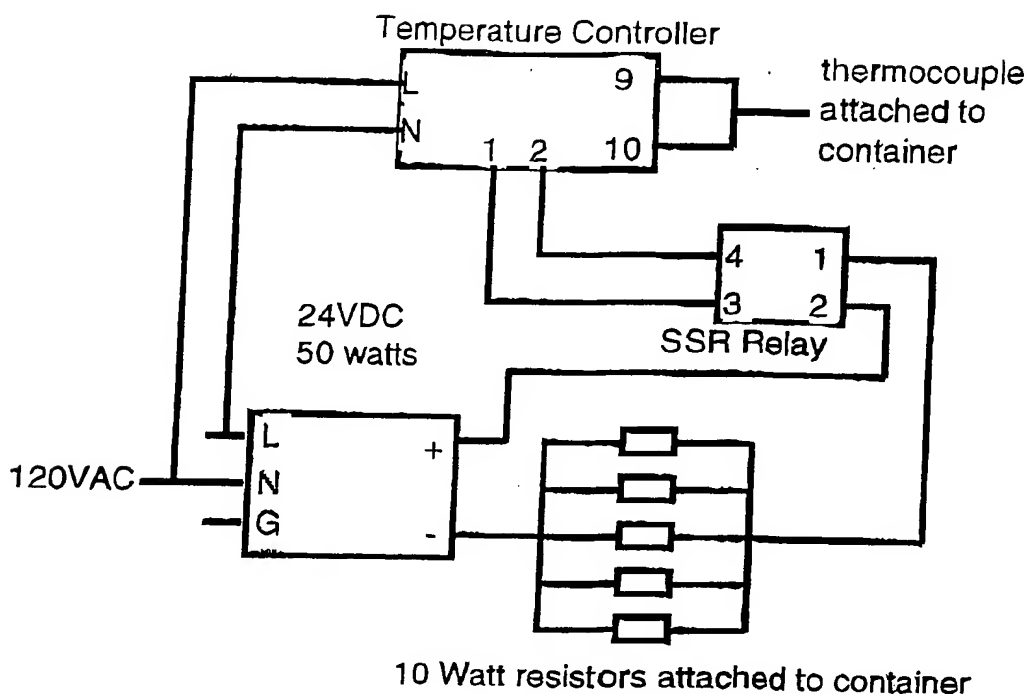 Temperature Controller
L
N
9
10
1 2
thermocouple
attached to
container
4 1
3 2
SSR Relay
24VDC
50 watts
120VAC
L
N
G
+
-
10 Watt resistors attached to container